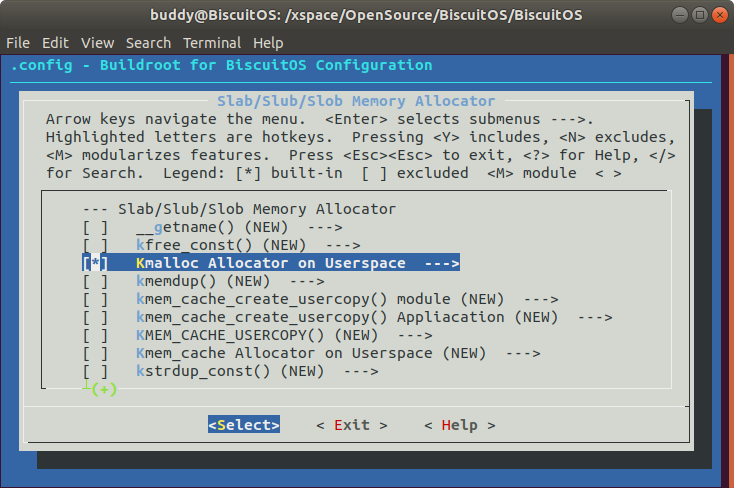 buddy@BiscuitOS: /xspace/OpenSource/BiscuitOS/BiscuitOS
File Edit View Search Terminal Help
.config - Buildroot for BiscuitOS Configuration
Slab/Slub/Slob Memory Allocator
Arrow keys navigate the menu.  <Enter> selects submenus --->.
Highlighted letters are hotkeys.  Pressing <Y> includes, <N> excludes,
<M> modularizes features.  Press <Esc><Esc> to exit, <?> for Help, </>
for Search.  Legend: [*] built-in  [ ] excluded  <M> module  < >
--- Slab/Slub/Slob Memory Allocator
[ ]   __getname() (NEW)  --->
[ ]   kfree_const() (NEW)  --->
[*]   Kmalloc Allocator on Userspace  --->
[ ]   kmemdup() (NEW)  --->
[ ]   kmem_cache_create_usercopy() module (NEW)  --->
[ ]   kmem_cache_create_usercopy() Appliacation (NEW)  --->
[ ]   KMEM_CACHE_USERCOPY() (NEW)  --->
[ ]   Kmem_cache Allocator on Userspace (NEW)  --->
[ ]   kstrdup_const() (NEW)  --->
┴(+)
<Select>    < Exit >    < Help >